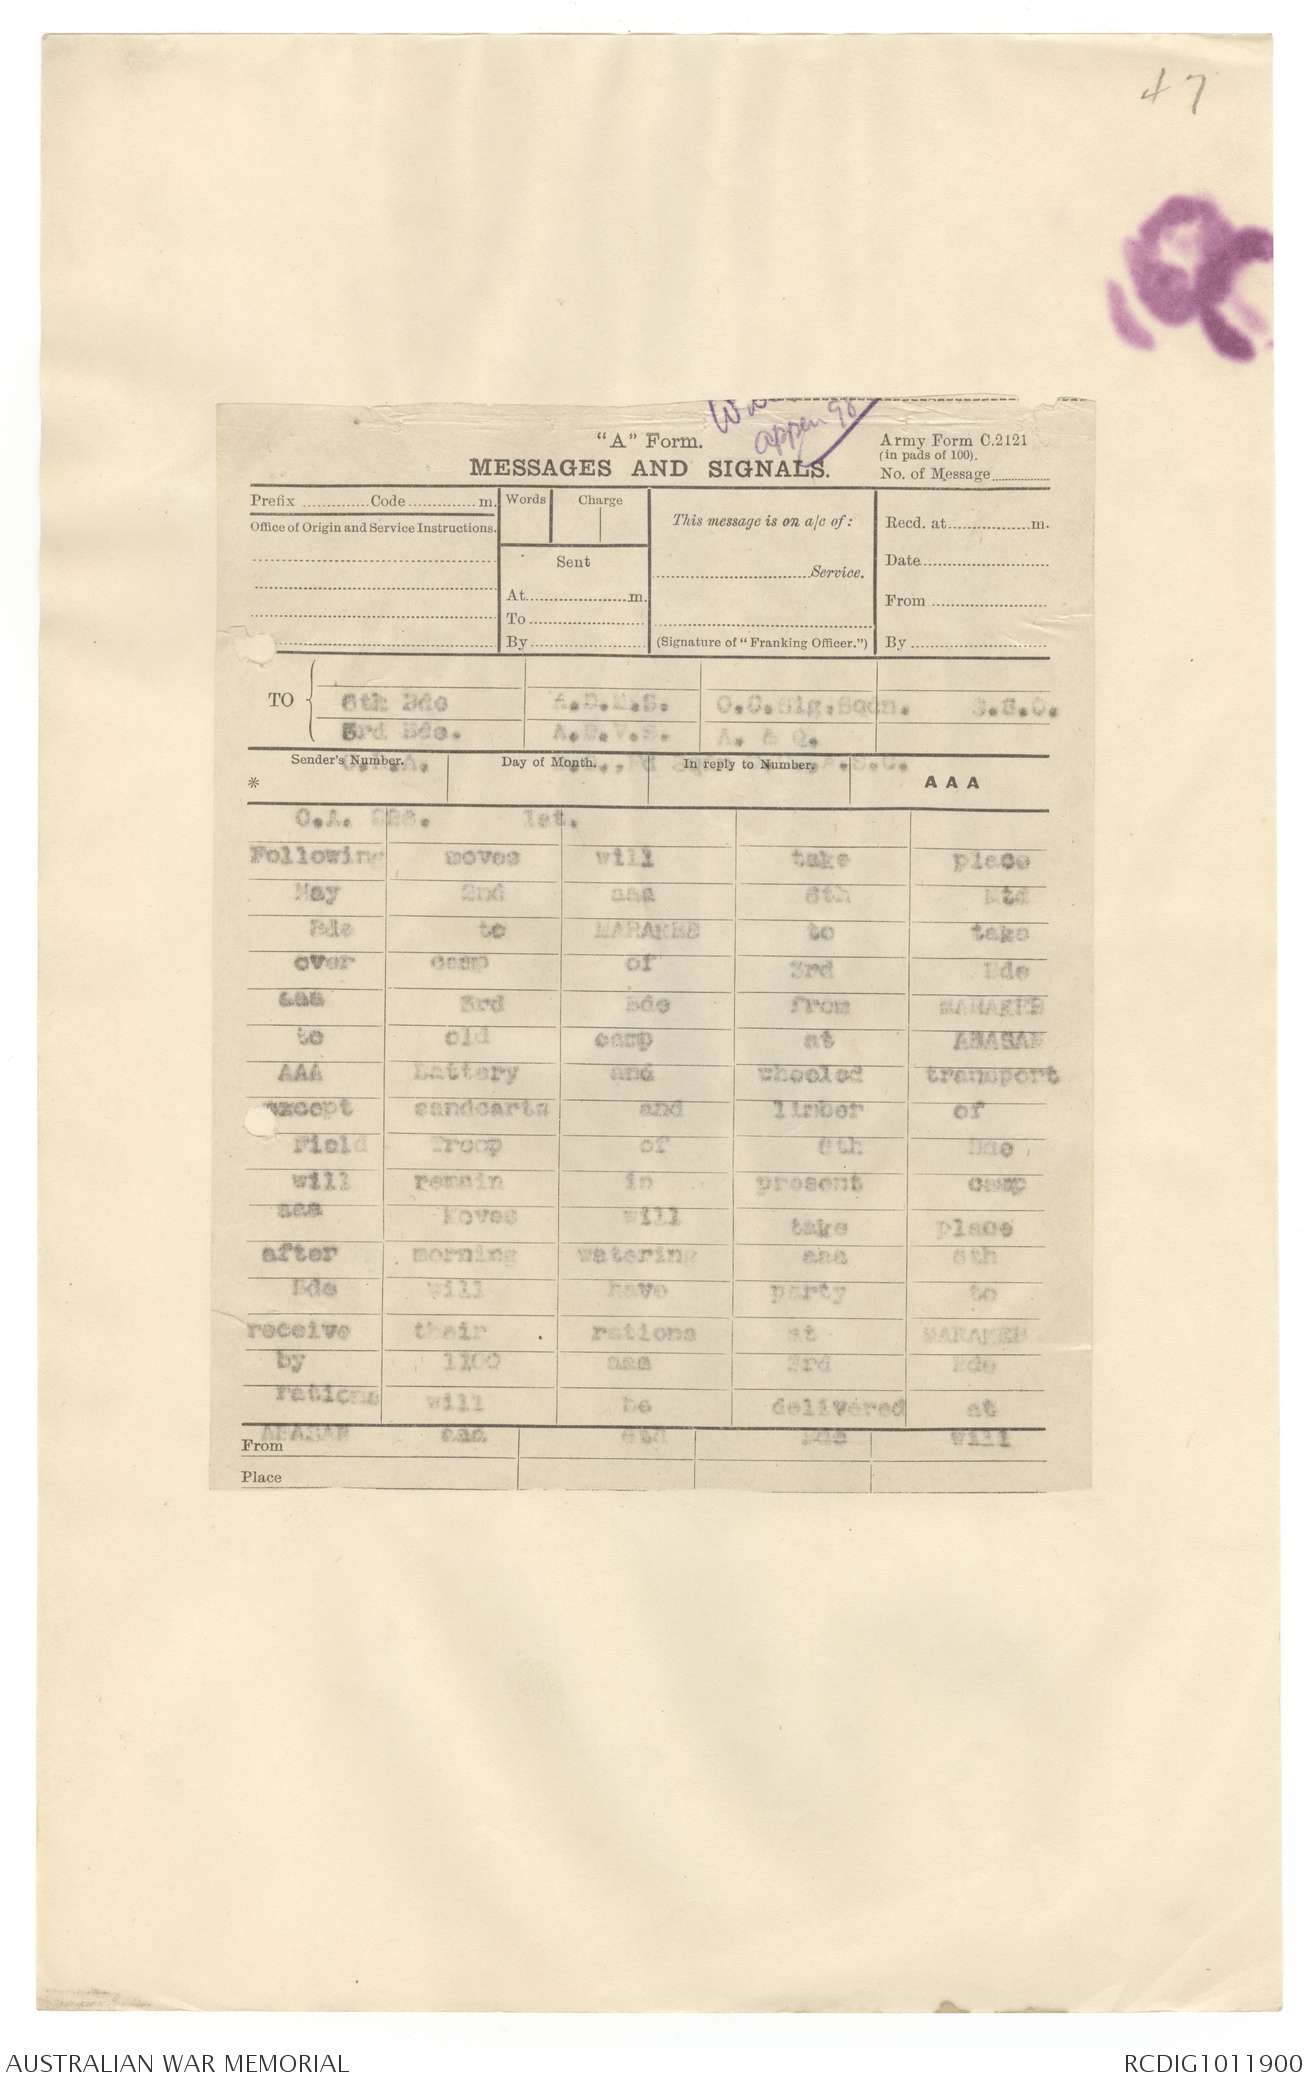 47
appen 98
"A" Form.
Army Form C.2121
MESSAGES AND SIGNALS.
(in pads of 100).
No. of Message
Prefix Code m.
Words Charge
This message is on a/c of:
Recd. at m.
Office of Origin and Service Instructions.
Sent
Service.
Date
At m.
From
To
By
(Signature of "Franking Officer.")
By
TO
6th Bde A.D.M.S. O.C.Sig.Sqdn. S.S.O.
3rd Bde. A.D.V.S. A. & Q.
Sender's Number. Day of Month. In reply to Number. AAA
*
G.A. 1st.
Following moves will take place
May 2nd aaa 6th Mtd
Bde to MARAKEB to take
over camp of 3rd Bde
aaa 3rd Bde from MARAKEB
to old camp at ABASAN
AAA Battery and wheeled transport
except sandcarts and limber of
Field Troop of 6th Bde
will remain in present camp
aaa Moves will take place
after morning watering aaa 6th
Bde will have party to
receive their rations at MARAKEB
by 1100 aaa 3rd Bde
rations will be delivered at
ABASAN aaa 6th Bde will
From
Place
AUSTRALIAN WAR MEMORIAL
RCDIG1011900